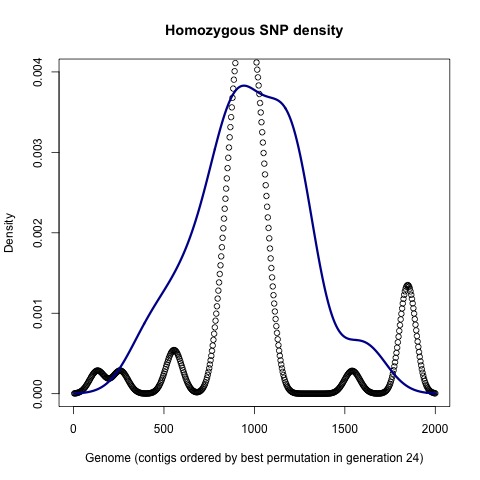 Homozygous SNP density
Density
0.004
0.003
0.002
0.001
0.000
0 500 1000 1500 2000
Genome (contigs ordered by best permutation in generation 24)